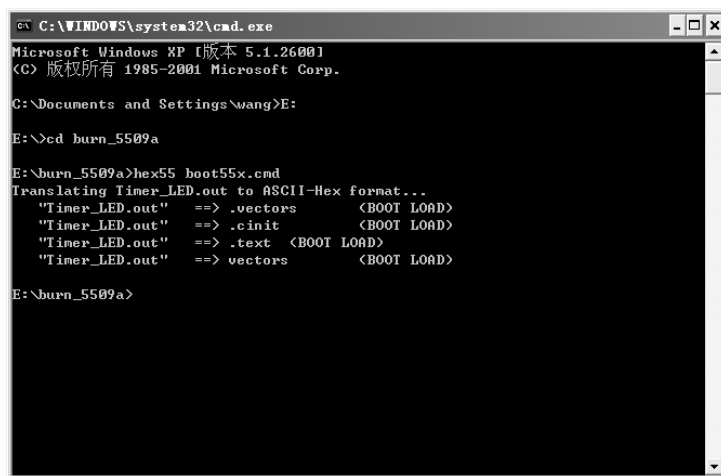 C:\WINDOWS\system32\cmd.exe
Microsoft Windows XP [版本 5.1.2600]
(C) 版权所有 1985-2001 Microsoft Corp.
C:\Documents and Settings\wang>E:
E:\>cd burn_5509a
E:\burn_5509a>hex55 boot55x.cmd
Translating Timer_LED.out to ASCII-Hex format...
"Timer_LED.out" ==> .vectors (BOOT LOAD)
"Timer_LED.out" ==> .cinit (BOOT LOAD)
"Timer_LED.out" ==> .text (BOOT LOAD)
"Timer_LED.out" ==> vectors (BOOT LOAD)
E:\burn_5509a>